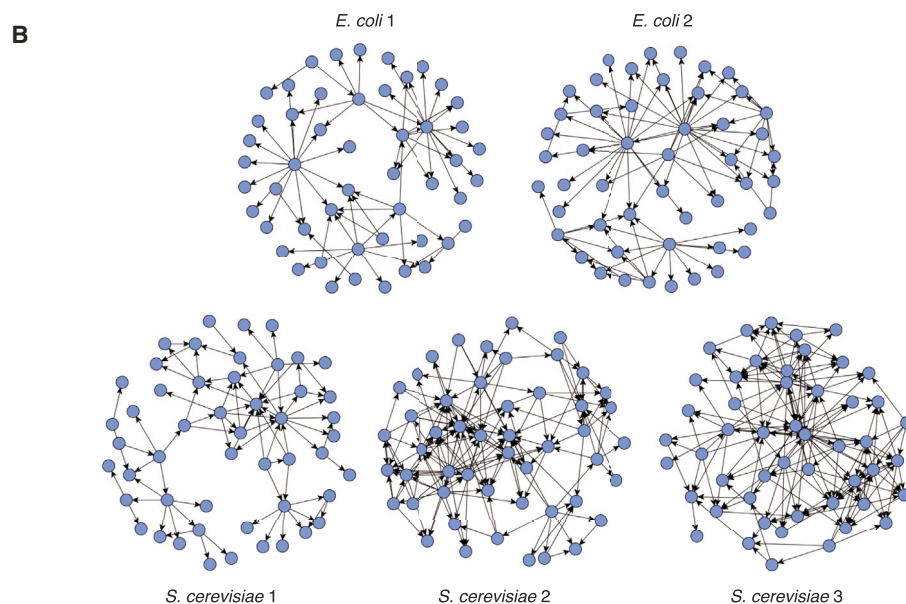 B
E. coli 1
E. coli 2
S. cerevisiae 1
S. cerevisiae 2
S. cerevisiae 3